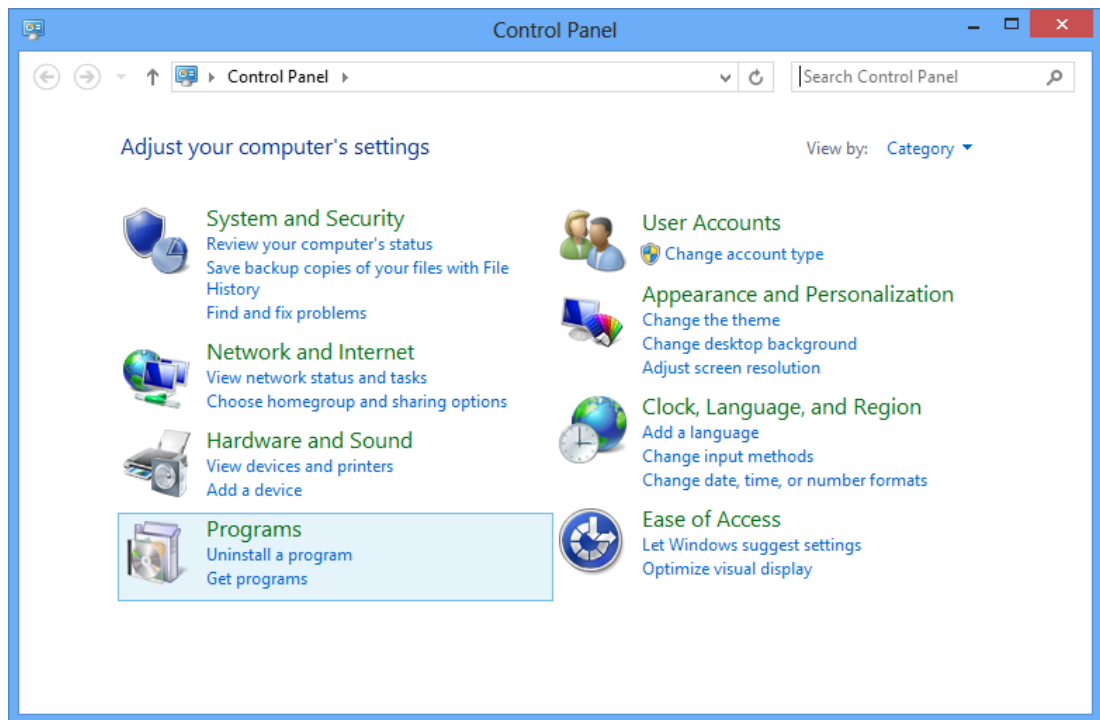 Control Panel
Control Panel
Search Control Panel
Adjust your computer's settings
View by: Category
System and Security
Review your computer's status
Save backup copies of your files with File
History
Find and fix problems
Network and Internet
View network status and tasks
Choose homegroup and sharing options
Hardware and Sound
View devices and printers
Add a device
Programs
Uninstall a program
Get programs
User Accounts
Change account type
Appearance and Personalization
Change the theme
Change desktop background
Adjust screen resolution
Clock, Language, and Region
Add a language
Change input methods
Change date, time, or number formats
Ease of Access
Let Windows suggest settings
Optimize visual display